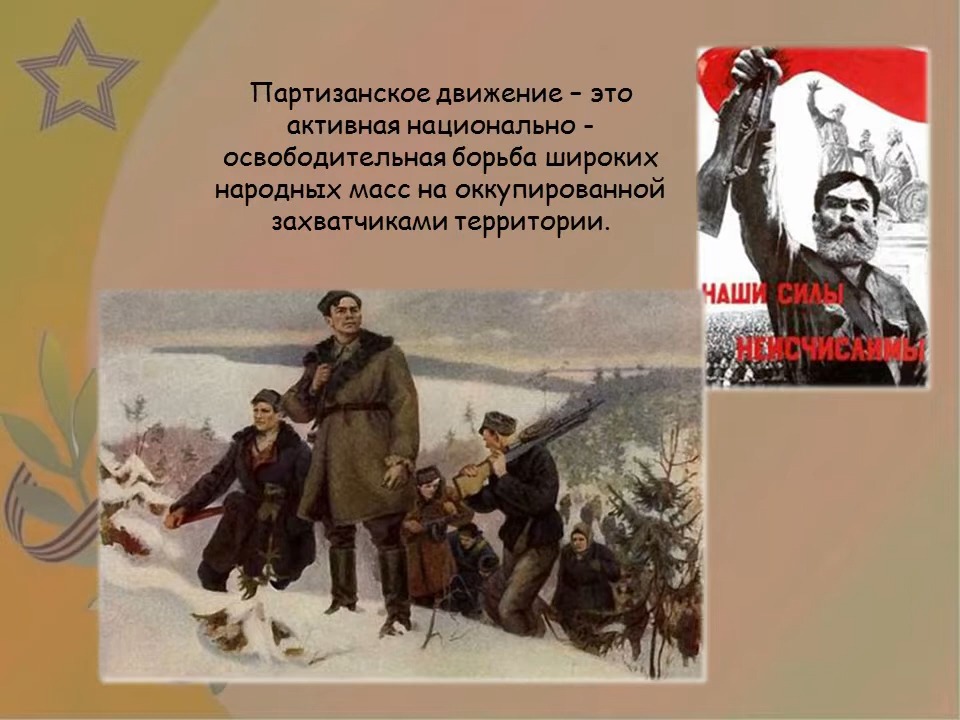 Партизанское движение – это
активная национально -
освободительная борьба широких
народных масс на оккупированной
захватчиками территории.
НАШИ СИЛЫ
НЕИСЧИСЛИМЫ